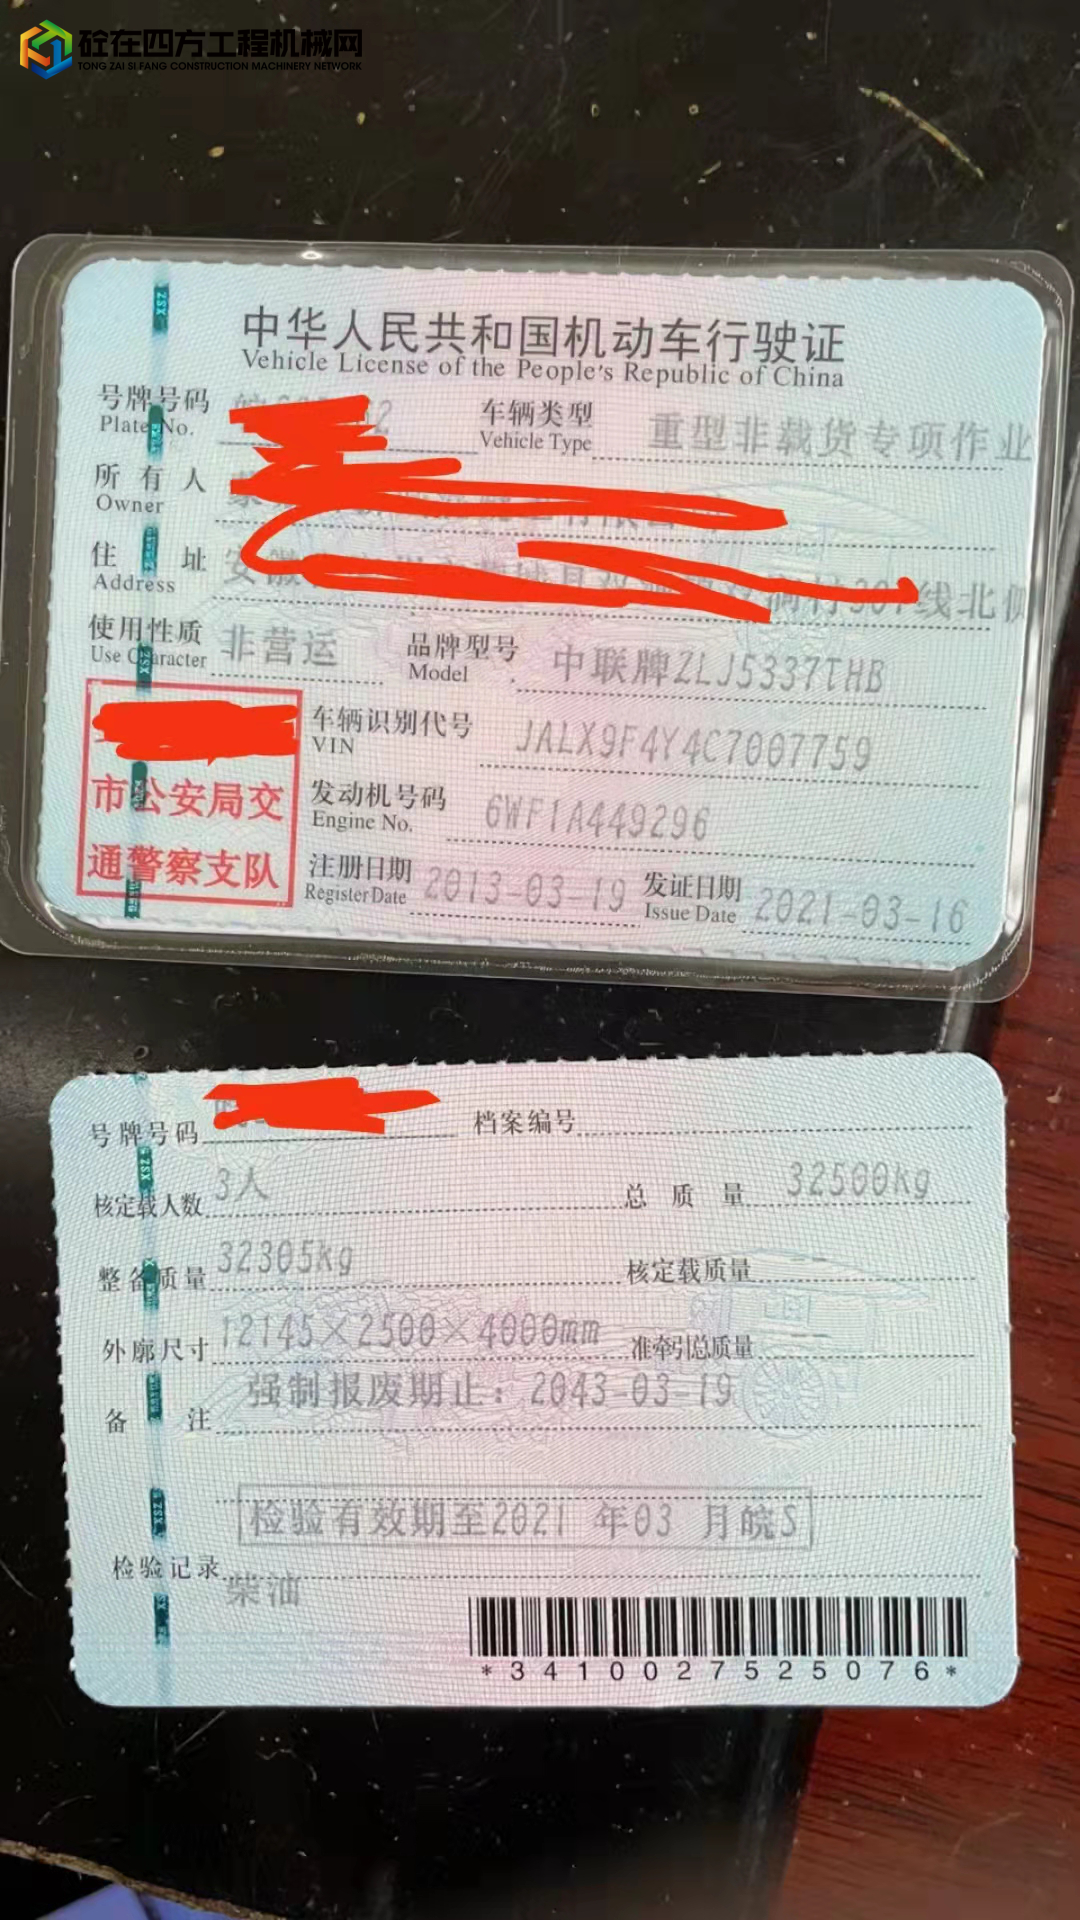 砼在四方工程机械网
TONG ZAI SI FANG CONSTRUCTION MACHINERY NETWORK
中华人民共和国机动车行驶证
Vehicle License of the People's Republic of China
号牌号码 车辆类型 重型非载货专项作业
Plate No. Vehicle Type
所有人
Owner
住址 安徽 线北侧
Address
使用性质 非营运 品牌型号 中联牌ZLJ5337THB
Use Character Model
车辆识别代号 JALX9F4Y4C7007759
VIN
市公安局交 发动机号码 6WF1A449296
Engine No.
通警察支队 注册日期 2013-03-19 发证日期 2021-03-16
Register Date Issue Date
号牌号码 档案编号
核定载人数 3人 总质量 32500kg
整备质量 32305kg 核定载质量
外廓尺寸 12145×2500×4000mm 准牵引总质量
备注 强制报废期止：2043-03-19
检验有效期至2021 年03 月皖S
检验记录 柴油
*3410027525076*
XSZ